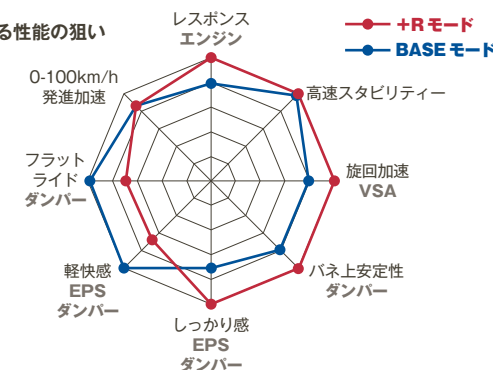 る性能の狙い
+R モード
BASE モード
レスポンス
エンジン
高速スタビリティー
旋回加速
VSA
バネ上安定性
ダンパー
しっかり感
EPS
ダンパー
軽快感
EPS
ダンパー
フラット
ライド
ダンパー
0-100km/h
発進加速